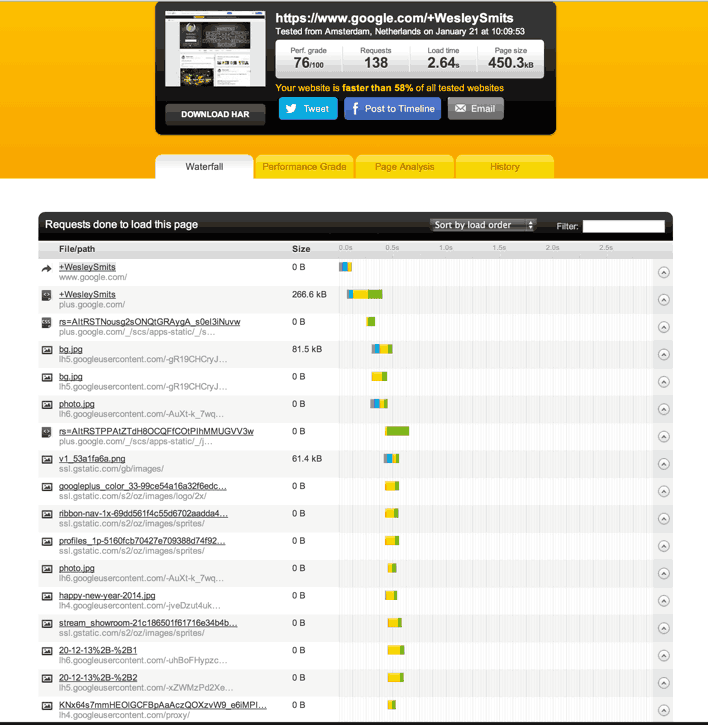 https://www.google.com/+WesleySmits
Tested from Amsterdam, Netherlands on January 21 at 10:09:53
Perf. grade Requests Load time Page size
76/100 138 2.64s 450.3kB
Your website is faster than 58% of all tested websites
DOWNLOAD HAR Tweet Post to Timeline Email
Waterfall Performance Grade Page Analysis History
Requests done to load this page Sort by load order Filter:
File/path Size 0.0s 0.5s 1.0s 1.5s 2.0s 2.5s
+WesleySmits 0 B
www.google.com/
+WesleySmits 266.6 kB
plus.google.com/
rs=AItRSTNousg2sONQtGRAygA_s0eI3iNuvw 0 B
plus.google.com/_/scs/apps-static/_/s…
bg.jpg 81.5 kB
lh5.googleusercontent.com/-gR19CHCryJ…
bg.jpg 0 B
lh5.googleusercontent.com/-gR19CHCryJ…
photo.jpg 0 B
lh6.googleusercontent.com/-AuXt-k_7wq…
rs=AItRSTPPAtZTdH8OCQFfCOtPIhMMUGVV3w 0 B
plus.google.com/_/scs/apps-static/_/j…
v1_53a1fa6a.png 61.4 kB
ssl.gstatic.com/gb/images/
googleplus_color_33-99ce54a16a32f6edc… 0 B
ssl.gstatic.com/s2/oz/images/logo/2x/
ribbon-nav-1x-69dd561f4c55d6702aadda4… 0 B
ssl.gstatic.com/s2/oz/images/sprites/
profiles_1p-5160fcb70427e709388d74f92… 0 B
ssl.gstatic.com/s2/oz/images/sprites/
photo.jpg 0 B
lh6.googleusercontent.com/-AuXt-k_7wq…
happy-new-year-2014.jpg 0 B
lh4.googleusercontent.com/-jveDzut4uk…
stream_showroom-21c186501f61716e34b4b… 0 B
ssl.gstatic.com/s2/oz/images/sprites/
20-12-13%2B-%2B1 0 B
lh6.googleusercontent.com/-uhBoFHypzc…
20-12-13%2B-%2B2 0 B
lh5.googleusercontent.com/-xZWMzPd2Xe…
KNx64s7mmHEOlGCFBpAaAczQOXzvW9_e6iMPI… 0 B
lh4.googleusercontent.com/proxy/